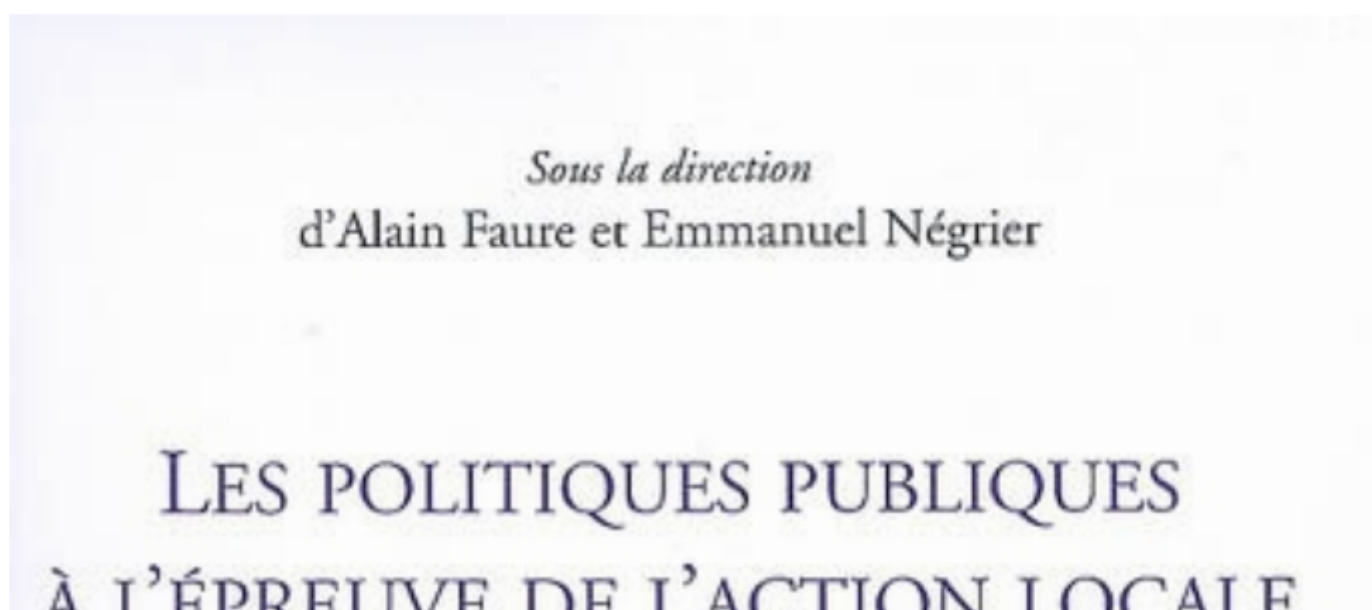 Sous la direction
d'Alain Faure et Emmanuel Négrier
LES POLITIQUES PUBLIQUES
À L'ÉPREUVE DE L'ACTION LOCALE